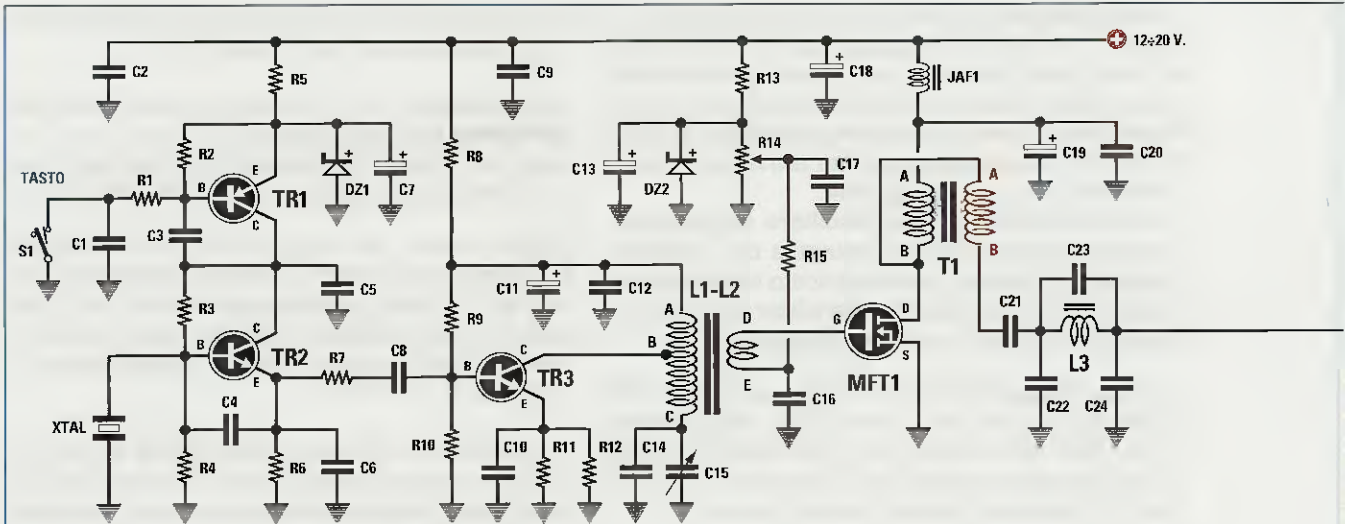 12÷20 V.
C2
R5
C9
R13
C18
JAF1
R2
R8
C13
DZ2
R14
C17
C19
C20
TASTO
R1
B
E
C
TR1
DZ1
C7
S1
C1
C3
R15
A
B
A
B
T1
C23
R3
C5
C11
C12
L1-L2
A
B
C
D
E
C21
L3
R9
G
D
S
MFT1
B
C
E
TR2
R7
C8
B
C
E
TR3
C16
C22
C24
XTAL
C4
R4
R6
C6
R10
C10
R11
R12
C14
C15